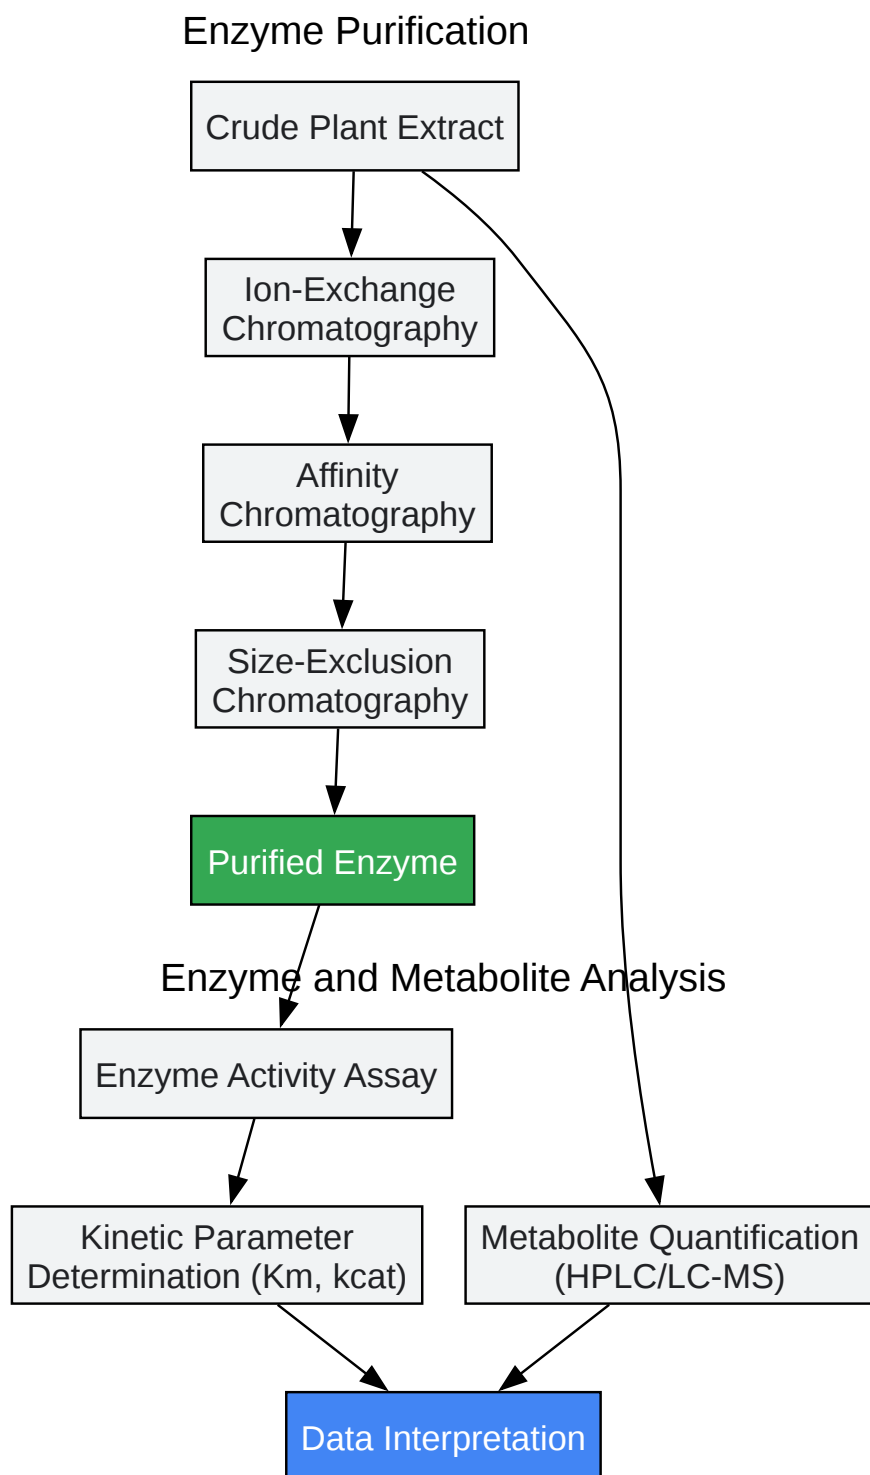 Enzyme Purification
Crude Plant Extract
Ion-Exchange
Chromatography
Affinity
Chromatography
Size-Exclusion
Chromatography
Purified Enzyme
Enzyme and Metabolite Analysis
Enzyme Activity Assay
Kinetic Parameter
Determination (Km, kcat)
Metabolite Quantification
(HPLC/LC-MS)
Data Interpretation